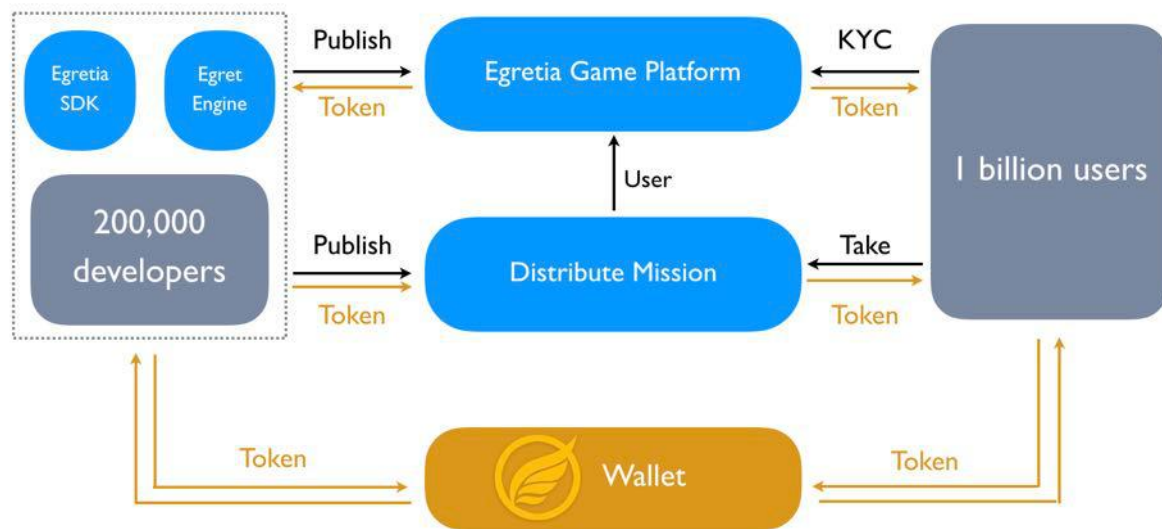 Egretia
SDK
Egret
Engine
200,000
developers
Publish
Token
Publish
Token
Egretia Game Platform
User
Distribute Mission
KYC
Token
Take
Token
1 billion users
Token
Wallet
Token